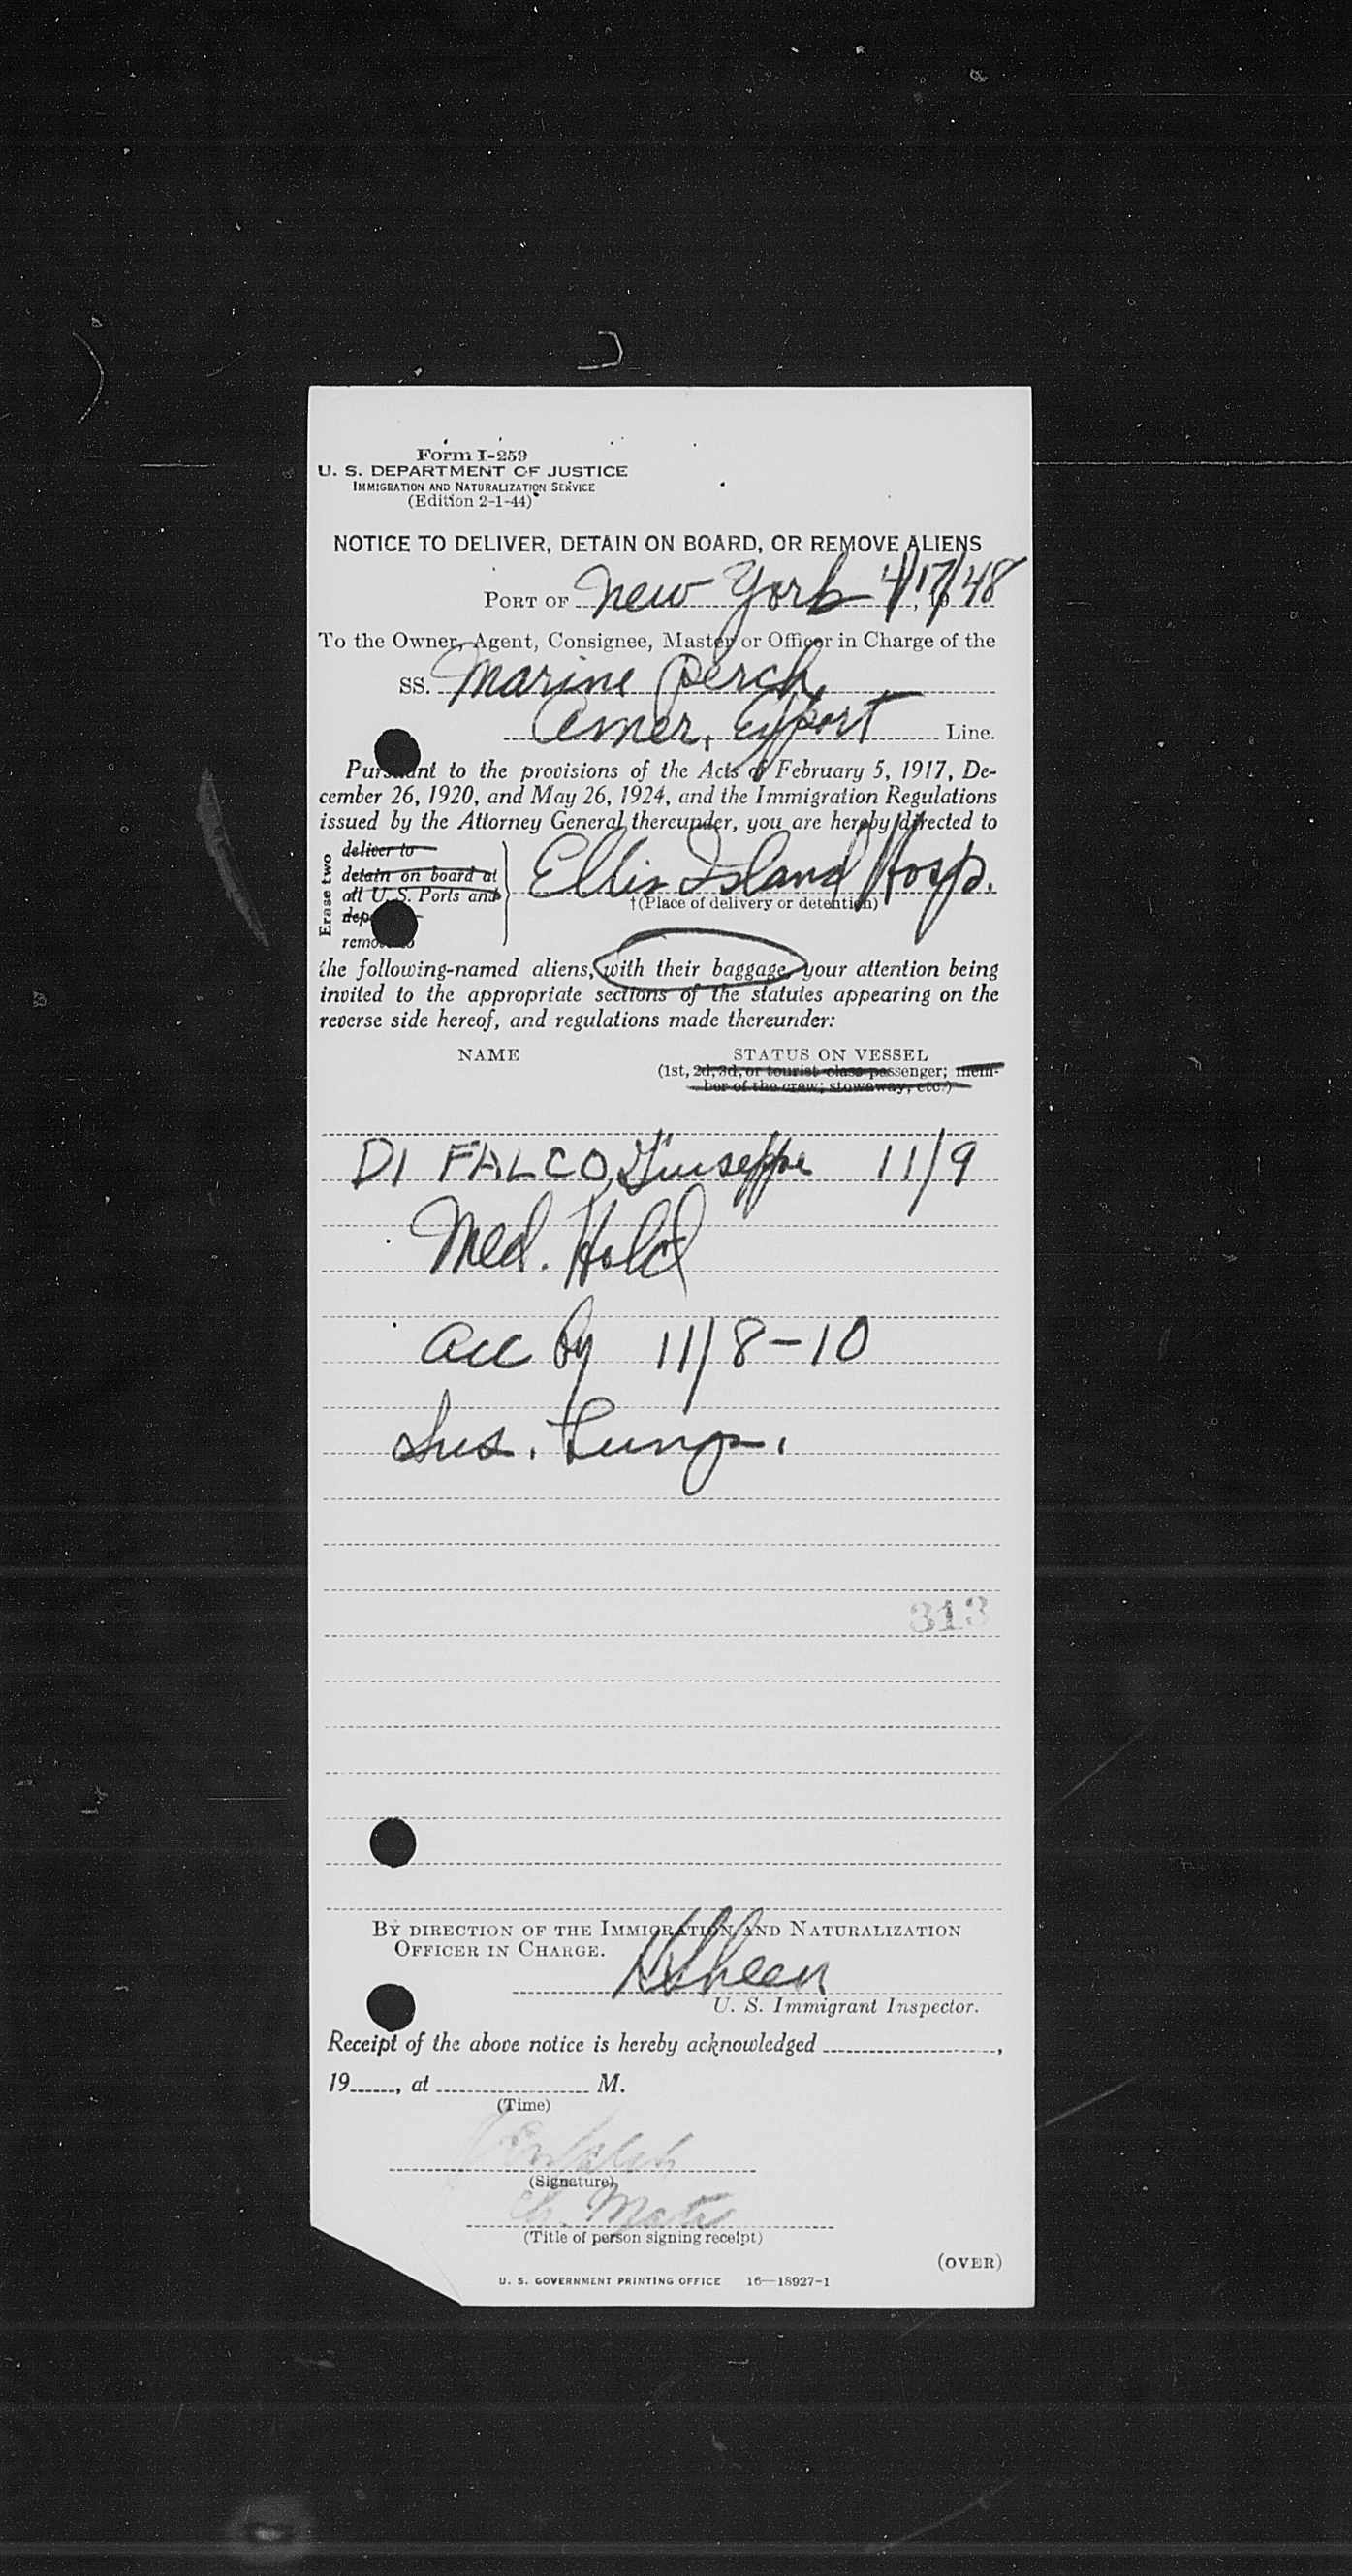 Form I-259
U. S. DEPARTMENT OF JUSTICE
IMMIGRATION AND NATURALIZATION SERVICE
(Edition 2-1-44)
NOTICE TO DELIVER, DETAIN ON BOARD, OR REMOVE ALIENS
PORT OF New York 4/17/48, 19
To the Owner, Agent, Consignee, Master or Officer in Charge of the
SS. Marine Perch,
Amer. Export Line.
Pursuant to the provisions of the Acts of February 5, 1917, De-
cember 26, 1920, and May 26, 1924, and the Immigration Regulations
issued by the Attorney General thereunder, you are hereby directed to
Erase two
deliver to
detain on board at
all U.S. Ports and
dep
remove to
Ellis Island Hosp.
†(Place of delivery or detention)
the following-named aliens, with their baggage, your attention being
invited to the appropriate sections of the statutes appearing on the
reverse side hereof, and regulations made thereunder:
NAME STATUS ON VESSEL
(1st, 2d, 3d, or tourist class passenger; mem-
ber of the crew; stowaway, etc.)
DI FALCO, Giuseppe 11/9
Med. Hold
acc by 11/8-10
Sus. Lungs.
313
BY DIRECTION OF THE IMMIGRATION AND NATURALIZATION
OFFICER IN CHARGE.
U. S. Immigrant Inspector.
Receipt of the above notice is hereby acknowledged ,
19 , at M.
(Time)
(Signature)
Ch. Mate
(Title of person signing receipt)
(OVER)
U. S. GOVERNMENT PRINTING OFFICE 16—18927-1